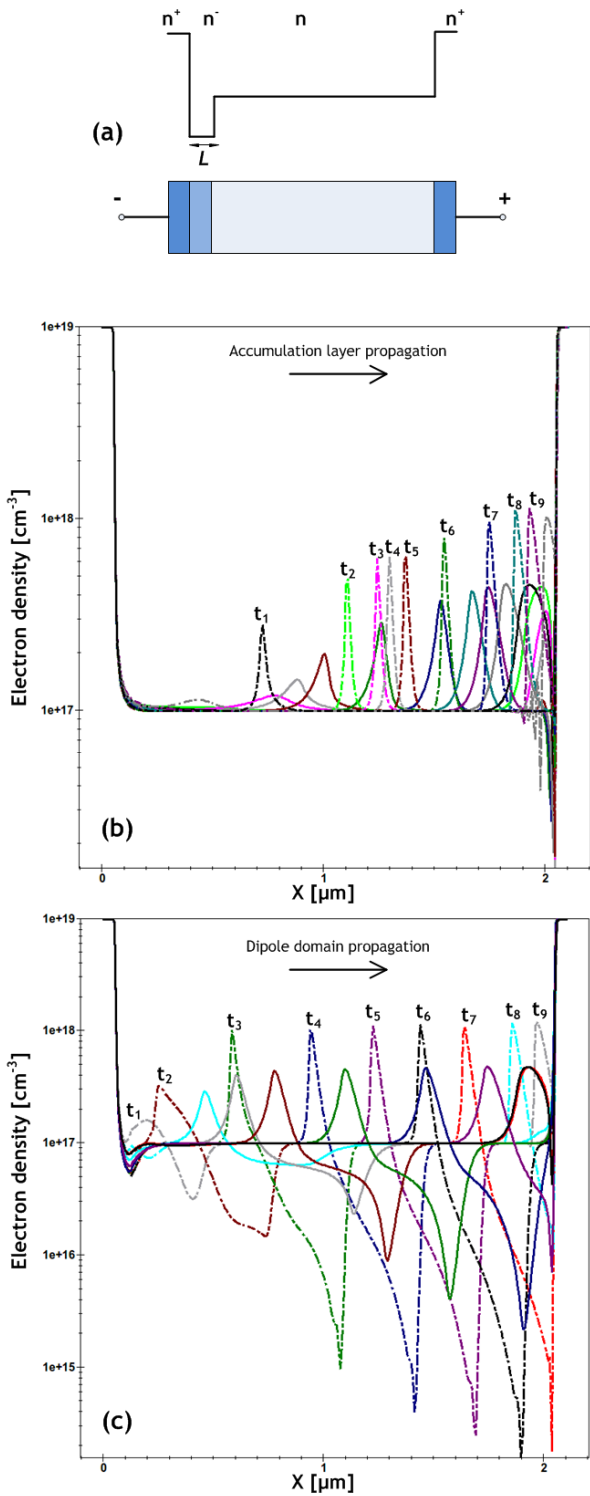 n+ n- n n+
(a)
L
- +
1e+19
Accumulation layer propagation
1e+18
t1 t2 t3 t4 t5 t6 t7 t8 t9
1e+17
Electron density [cm-3]
(b)
0 1 2
X [µm]
1e+19
Dipole domain propagation
1e+18
t1 t2 t3 t4 t5 t6 t7 t8 t9
1e+17
Electron density [cm-3]
1e+16
1e+15
(c)
0 1 2
X [µm]